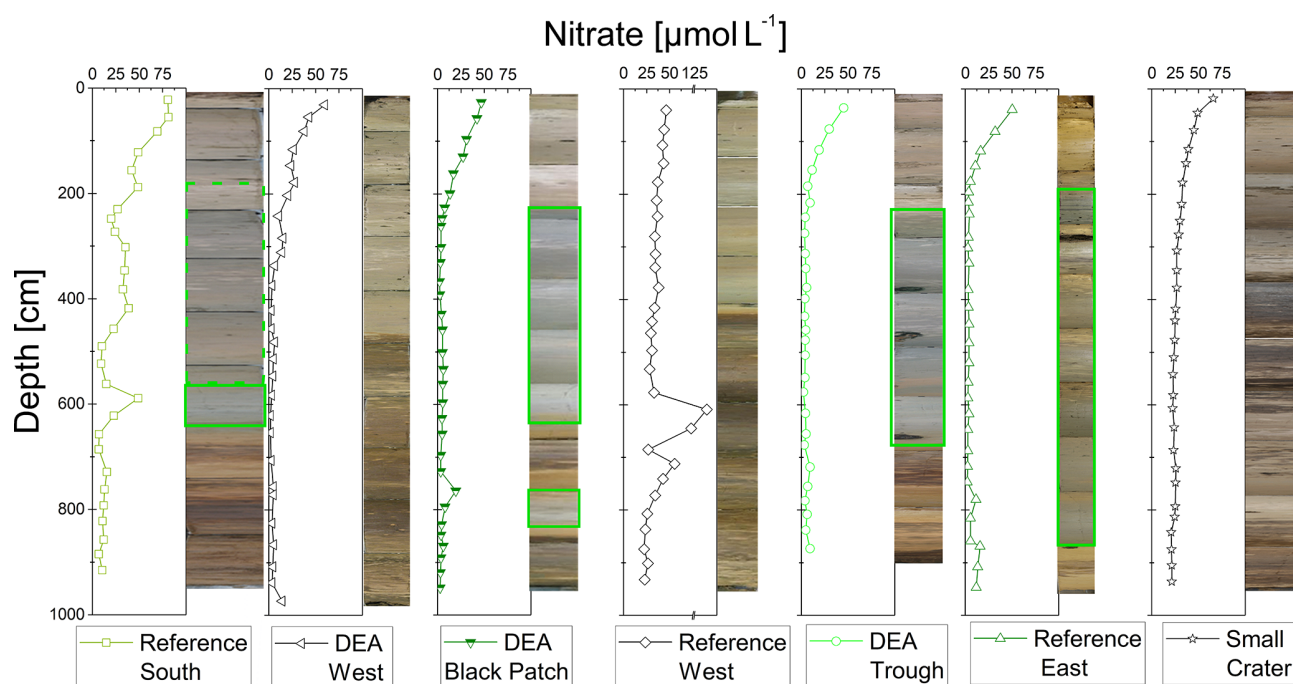 Nitrate [µmol L⁻¹]
0 25 50 75
0 25 50 75
0 25 50 75
0 25 50 125
0 25 50 75
0 25 50 75
0 25 50 75
0
200
400
600
800
1000
Depth [cm]
Reference
South
DEA
West
DEA
Black Patch
Reference
West
DEA
Trough
Reference
East
Small
Crater